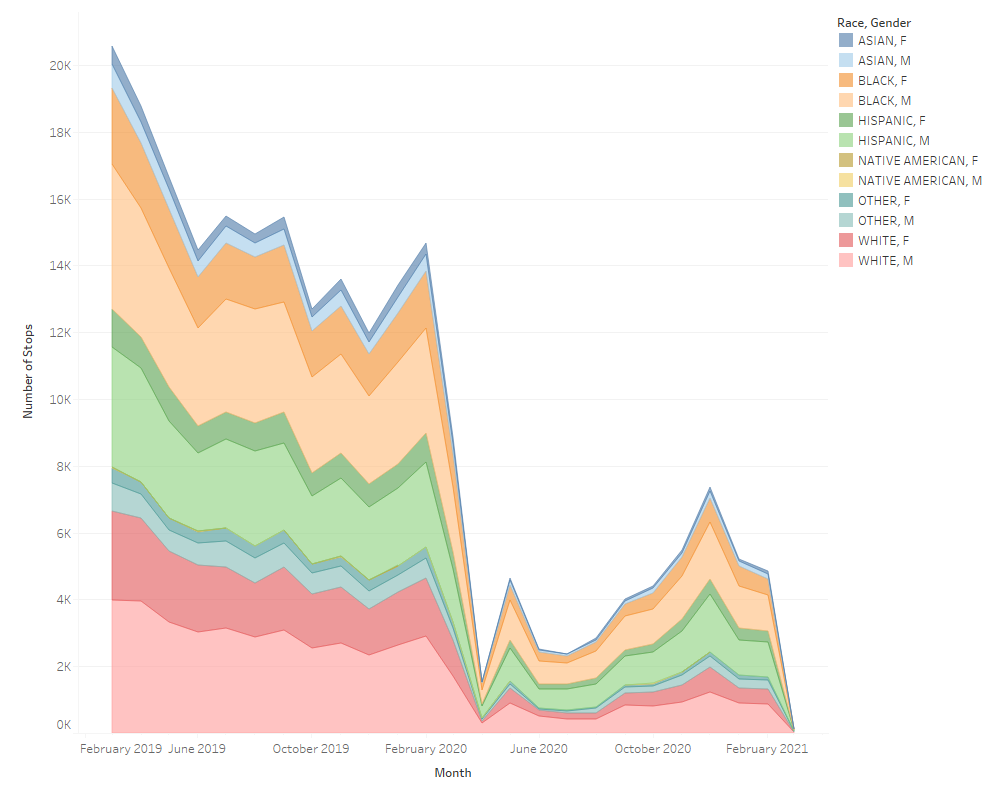 Race, Gender
ASIAN, F
ASIAN, M
BLACK, F
BLACK, M
HISPANIC, F
HISPANIC, M
NATIVE AMERICAN, F
NATIVE AMERICAN, M
OTHER, F
OTHER, M
WHITE, F
WHITE, M
20K
18K
16K
14K
12K
10K
8K
6K
4K
2K
0K
Number of Stops
February 2019 June 2019 October 2019 February 2020 June 2020 October 2020 February 2021
Month